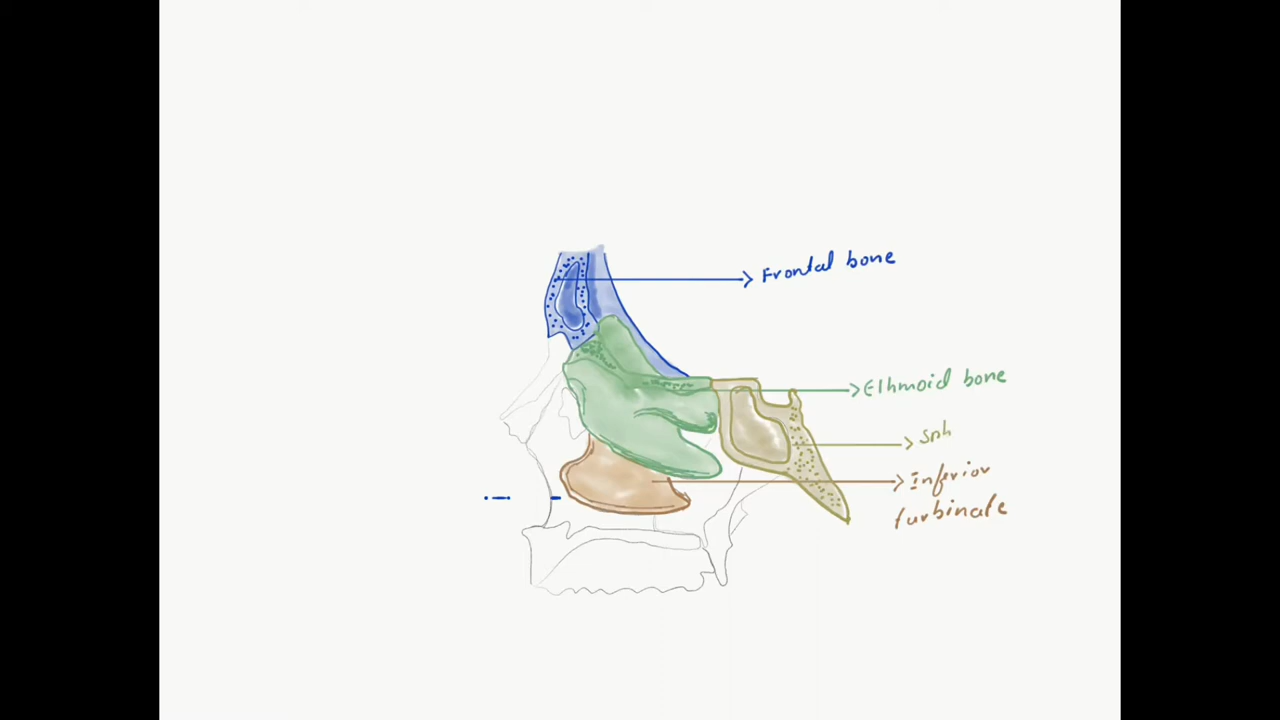 Frontal bone
Ethmoid bone
Sph
Inferior
turbinate